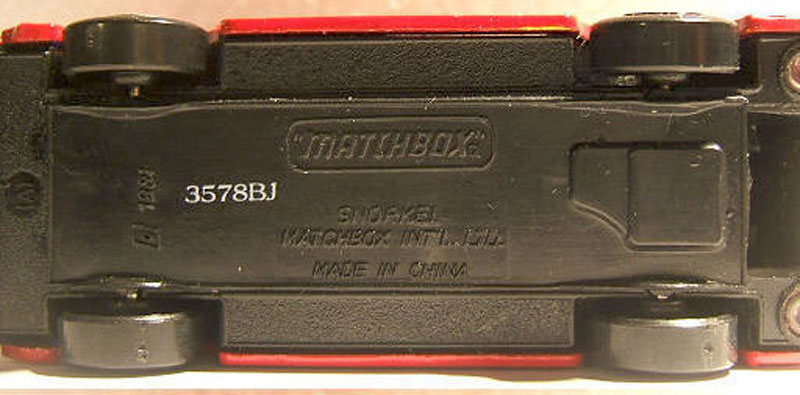 "MATCHBOX"
© 1981
3578BJ
SNORKEL
MATCHBOX INT'L. LTD.
MADE IN CHINA